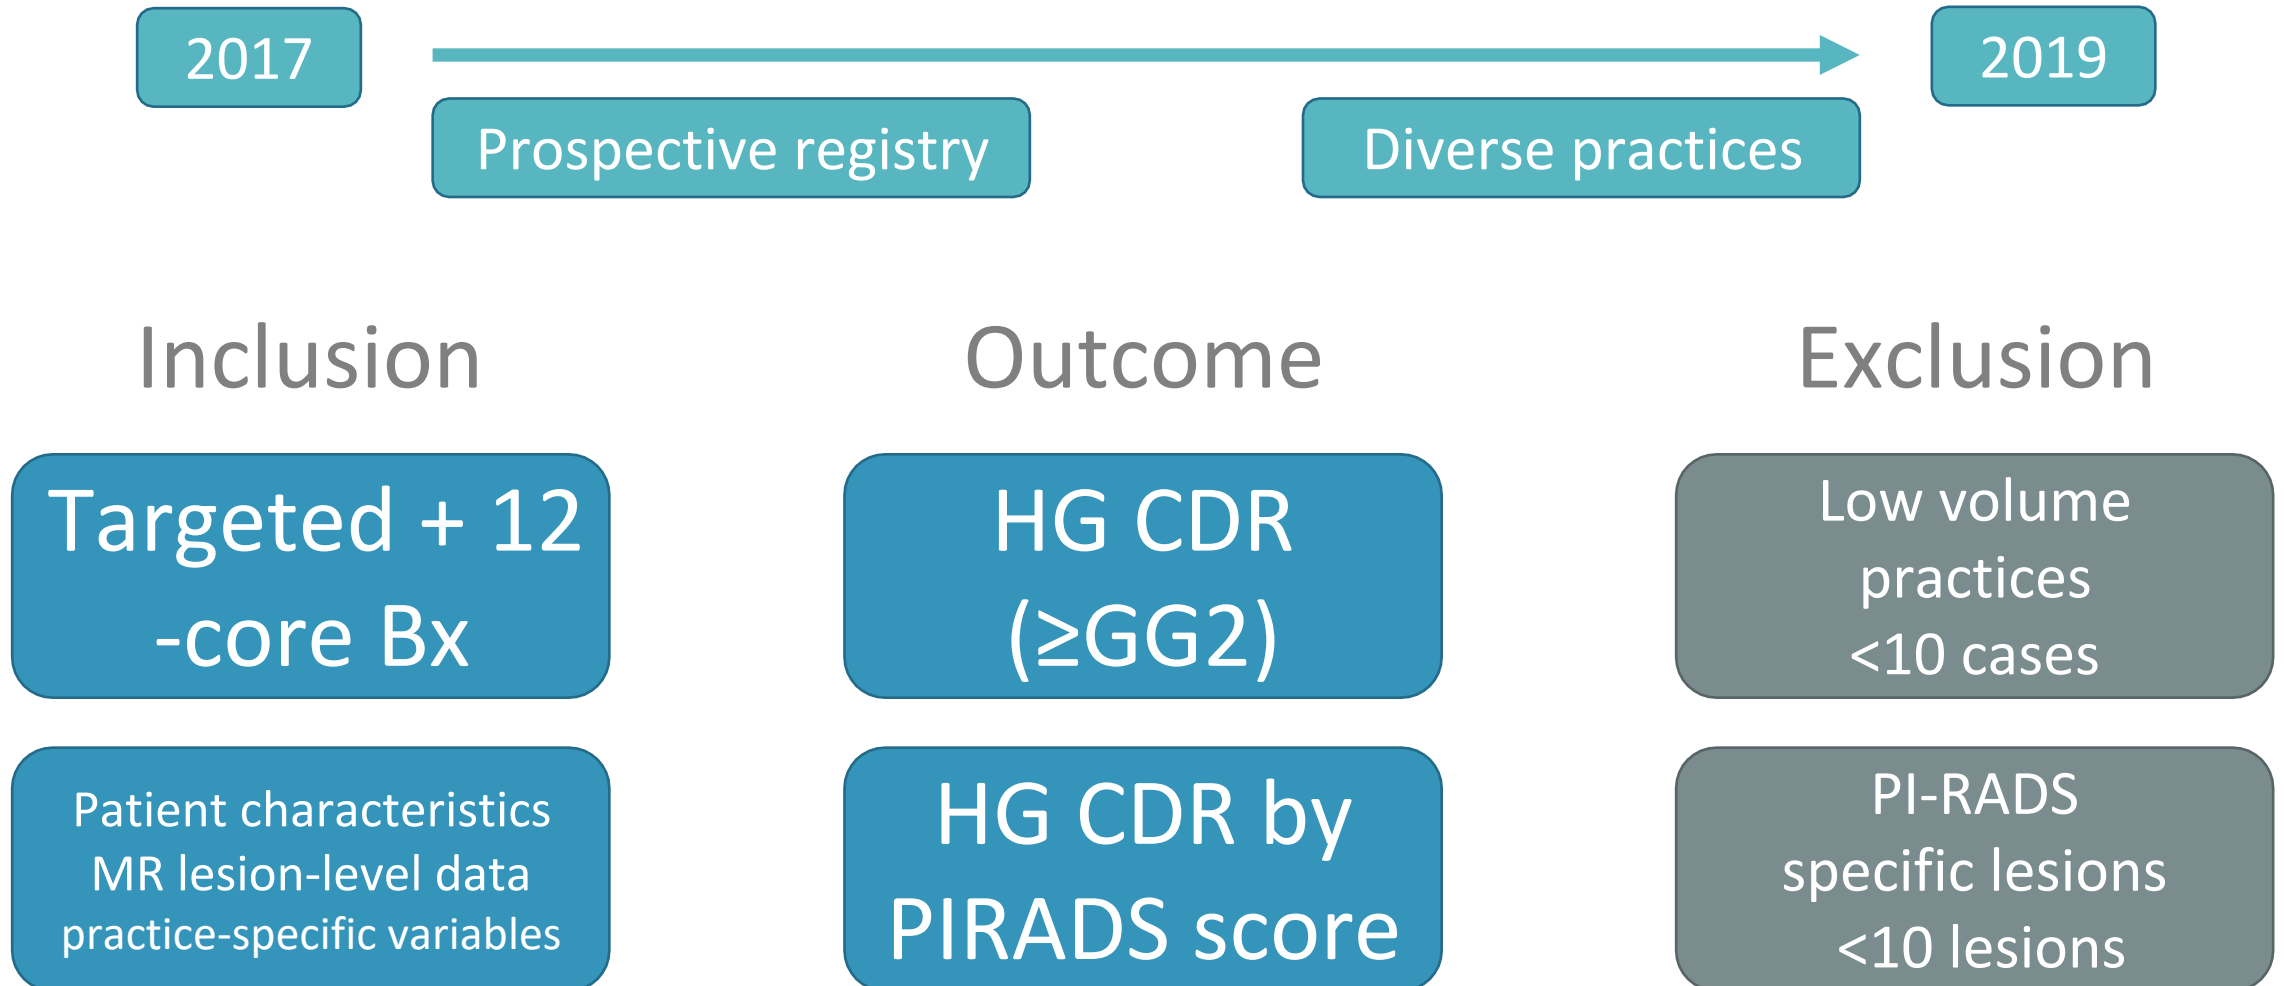 2017
2019
Prospective registry
Diverse practices
Inclusion
Outcome
Exclusion
Targeted + 12
-core Bx
HG CDR
(≥GG2)
Low volume
practices
<10 cases
Patient characteristics
MR lesion-level data
practice-specific variables
HG CDR by
PIRADS score
PI-RADS
specific lesions
<10 lesions